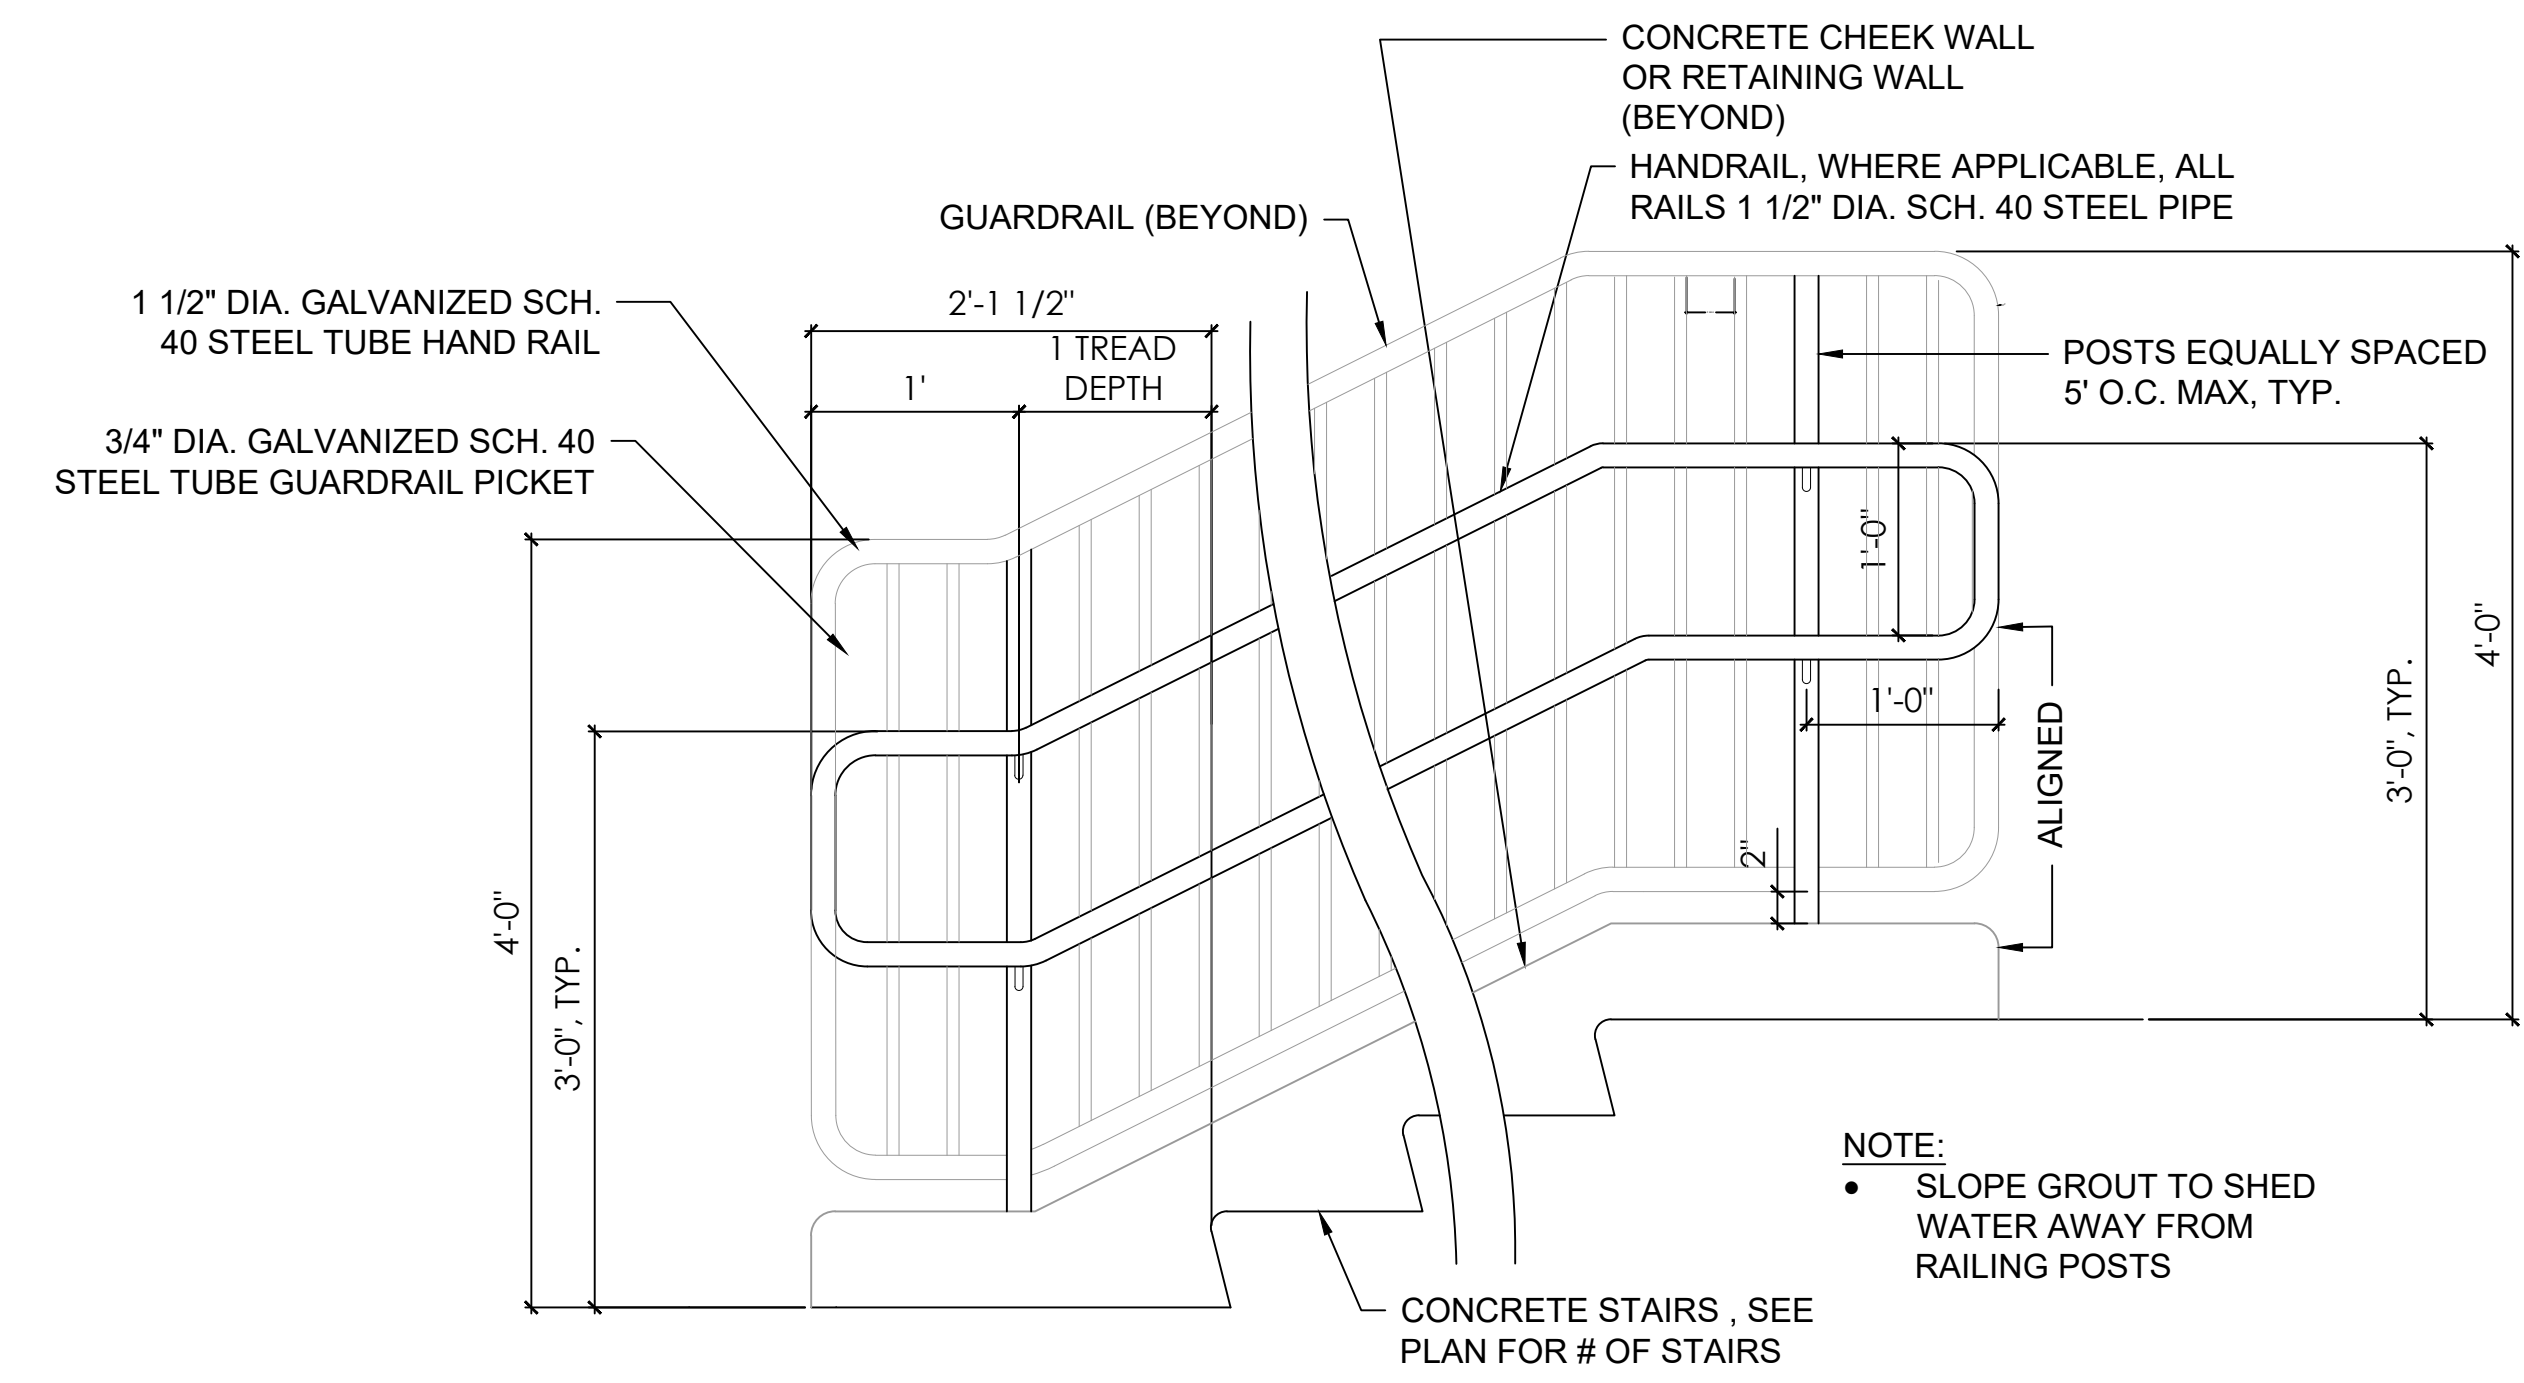 CONCRETE CHEEK WALL
OR RETAINING WALL
(BEYOND)
HANDRAIL, WHERE APPLICABLE, ALL
RAILS 1 1/2" DIA. SCH. 40 STEEL PIPE
GUARDRAIL (BEYOND)
1 1/2" DIA. GALVANIZED SCH.
40 STEEL TUBE HAND RAIL
2'-1 1/2"
1 TREAD
DEPTH
1'
POSTS EQUALLY SPACED
5' O.C. MAX, TYP.
3/4" DIA. GALVANIZED SCH. 40
STEEL TUBE GUARDRAIL PICKET
1'-0"
4'-0"
3'-0", TYP.
1'-0"
ALIGNED
2"
4'-0"
3'-0", TYP.
NOTE:
• SLOPE GROUT TO SHED
WATER AWAY FROM
RAILING POSTS
CONCRETE STAIRS , SEE
PLAN FOR # OF STAIRS